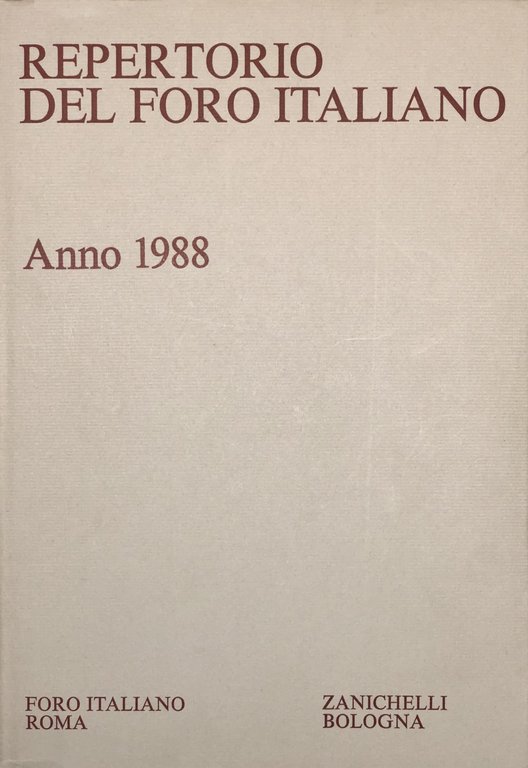 REPERTORIO
DEL FORO ITALIANO
Anno 1988
FORO ITALIANO
ROMA
ZANICHELLI
BOLOGNA